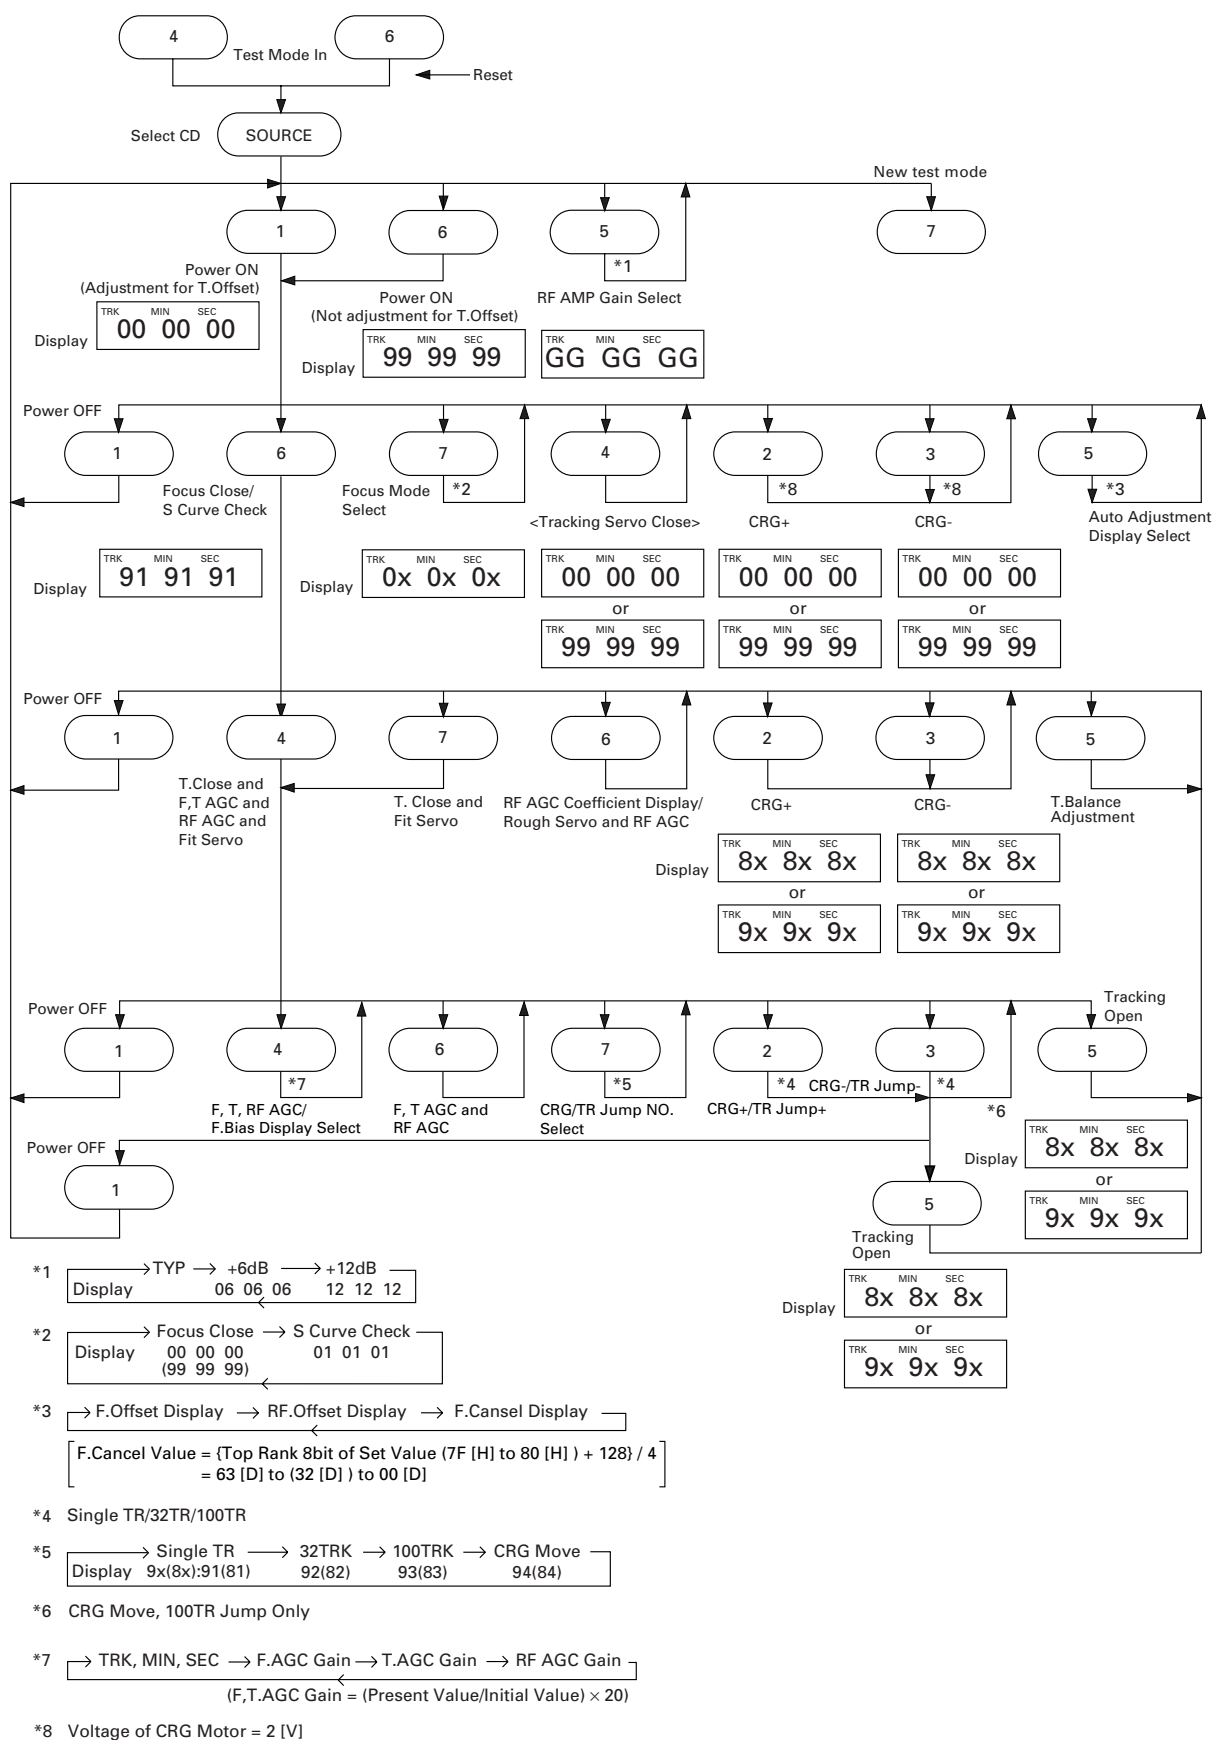 4
6
Test Mode In
Reset
Select CD
SOURCE
New test mode
1
6
5
7
*1
Power ON
(Adjustment for T.Offset)
Power ON
(Not adjustment for T.Offset)
RF AMP Gain Select
Display
TRK MIN SEC
00 00 00
Display
TRK MIN SEC
99 99 99
TRK MIN SEC
GG GG GG
Power OFF
1
6
7
4
2
3
5
Focus Close/
S Curve Check
Focus Mode
Select
*2
<Tracking Servo Close>
*8
CRG+
*8
CRG-
*3
Auto Adjustment
Display Select
Display
TRK MIN SEC
91 91 91
Display
TRK MIN SEC
0x 0x 0x
TRK MIN SEC
00 00 00
or
TRK MIN SEC
99 99 99
TRK MIN SEC
00 00 00
or
TRK MIN SEC
99 99 99
TRK MIN SEC
00 00 00
or
TRK MIN SEC
99 99 99
Power OFF
1
4
7
6
2
3
5
T.Close and
F,T AGC and
RF AGC and
Fit Servo
T. Close and
Fit Servo
RF AGC Coefficient Display/
Rough Servo and RF AGC
CRG+
CRG-
T.Balance
Adjustment
Display
TRK MIN SEC
8x 8x 8x
or
TRK MIN SEC
9x 9x 9x
TRK MIN SEC
8x 8x 8x
or
TRK MIN SEC
9x 9x 9x
Power OFF
Tracking
Open
1
4
6
7
2
3
5
*7
F, T, RF AGC/
F.Bias Display Select
F, T AGC and
RF AGC
*5
CRG/TR Jump NO.
Select
*4
CRG+/TR Jump+
CRG-/TR Jump-
*4
*6
Display
TRK MIN SEC
8x 8x 8x
or
TRK MIN SEC
9x 9x 9x
Power OFF
1
5
Tracking
Open
Display
TRK MIN SEC
8x 8x 8x
or
TRK MIN SEC
9x 9x 9x
*1 TYP +6dB +12dB
Display 06 06 06 12 12 12
*2 Focus Close S Curve Check
Display 00 00 00 01 01 01
(99 99 99)
*3 F.Offset Display RF.Offset Display F.Cansel Display
F.Cancel Value = {Top Rank 8bit of Set Value (7F [H] to 80 [H] ) + 128} / 4
= 63 [D] to (32 [D] ) to 00 [D]
*4 Single TR/32TR/100TR
*5 Single TR 32TRK 100TRK CRG Move
Display 9x(8x):91(81) 92(82) 93(83) 94(84)
*6 CRG Move, 100TR Jump Only
*7 TRK, MIN, SEC F.AGC Gain T.AGC Gain RF AGC Gain
(F,T.AGC Gain = (Present Value/Initial Value) × 20)
*8 Voltage of CRG Motor = 2 [V]